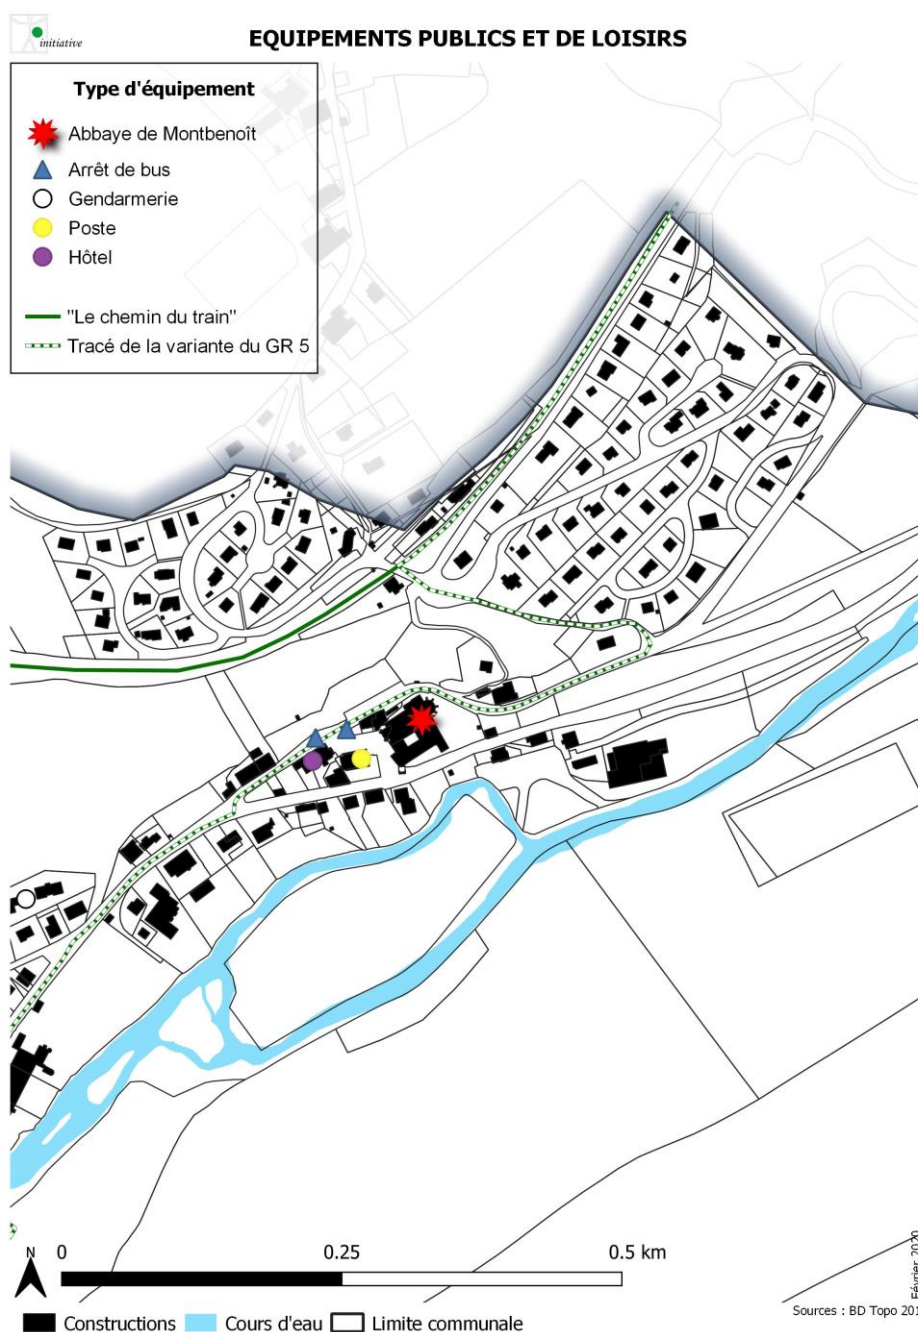 initiative
EQUIPEMENTS PUBLICS ET DE LOISIRS
Type d'équipement
Abbaye de Montbenoît
Arrêt de bus
Gendarmerie
Poste
Hôtel
"Le chemin du train"
Tracé de la variante du GR 5
N
0 0.25 0.5 km
Constructions Cours d'eau Limite communale
Sources : BD Topo 201
Février 2020